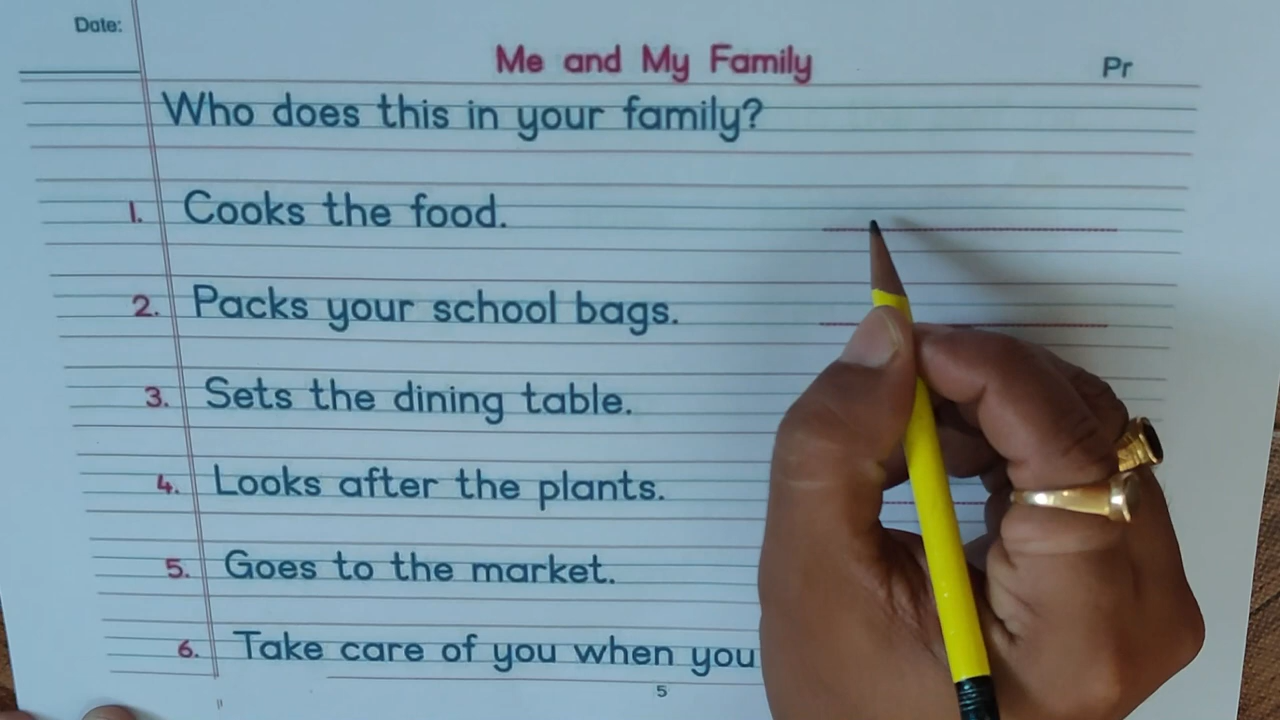 Date:
Me and My Family
Pr
Who does this in your family?
1. Cooks the food.
2. Packs your school bags.
3. Sets the dining table.
4. Looks after the plants.
5. Goes to the market.
6. Take care of you when you
5